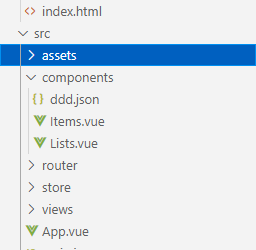 index.html
src
assets
components
ddd.json
Items.vue
Lists.vue
router
store
views
App.vue